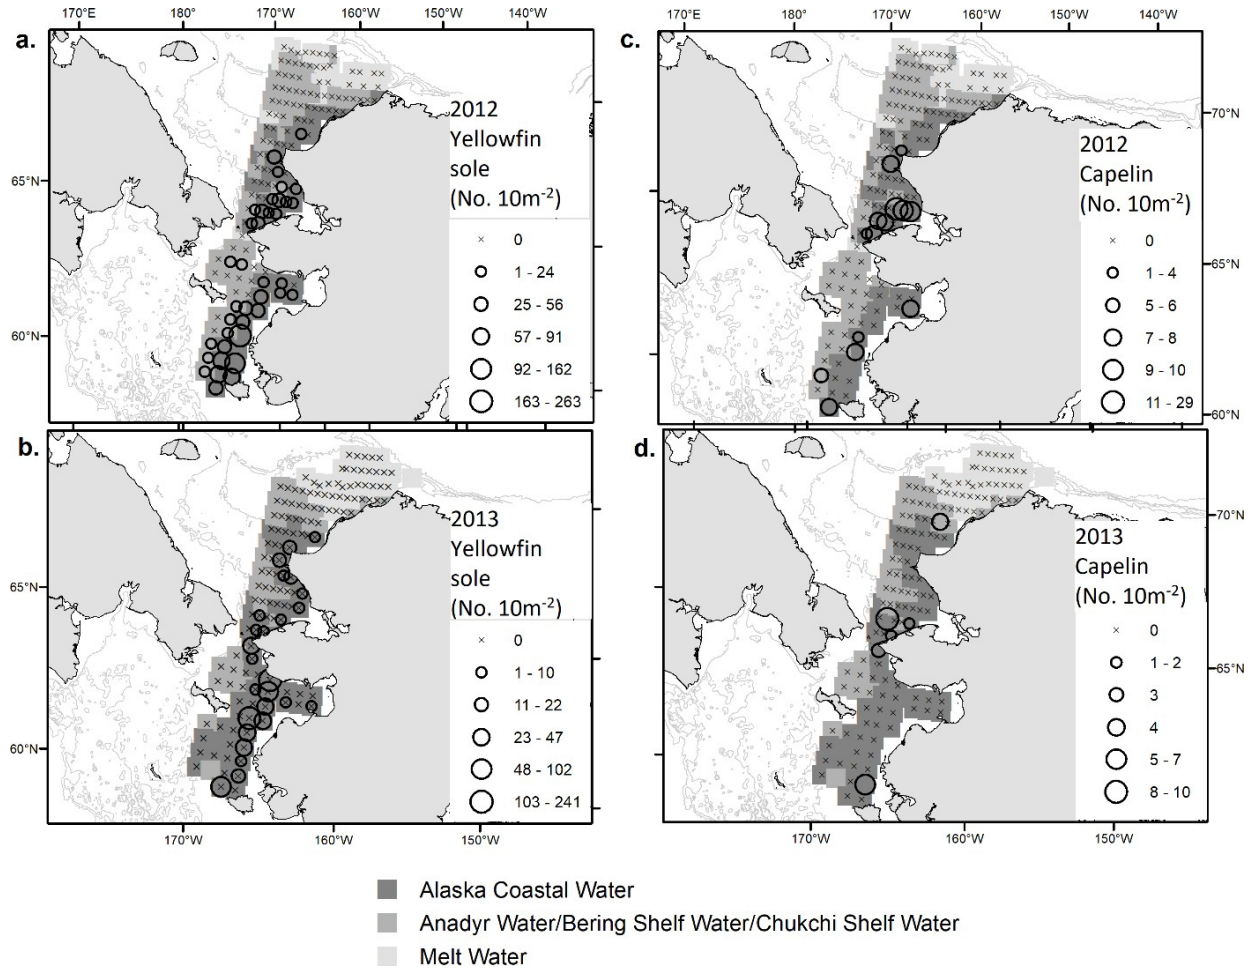 170°E 180° 170°W 160°W 150°W 140°W
170°E 180° 170°W 160°W 150°W 140°W
a.
2012
Yellowfin
sole
(No. 10m-2)
× 0
1 - 24
25 - 56
57 - 91
92 - 162
163 - 263
65°N
60°N
c.
2012
Capelin
(No. 10m-2)
× 0
1 - 4
5 - 6
7 - 8
9 - 10
11 - 29
70°N
65°N
60°N
b.
2013
Yellowfin
sole
(No. 10m-2)
× 0
1 - 10
11 - 22
23 - 47
48 - 102
103 - 241
65°N
60°N
170°W 160°W 150°W
d.
2013
Capelin
(No. 10m-2)
× 0
1 - 2
3
4
5 - 7
8 - 10
70°N
65°N
170°W 160°W 150°W
Alaska Coastal Water
Anadyr Water/Bering Shelf Water/Chukchi Shelf Water
Melt Water